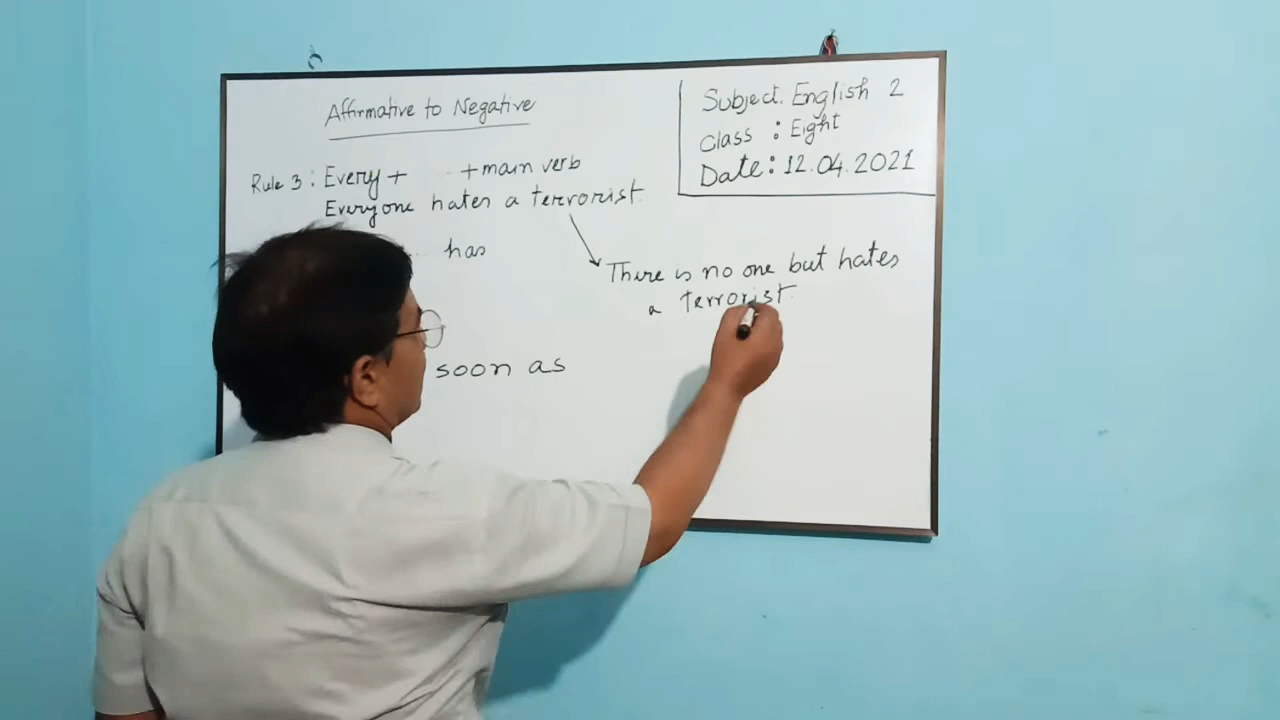 Affirmative to Negative
Subject. English 2
Class : Eight
Date: 12.04.2021
Rule 3 : Every + ... + main verb
Everyone hates a terrorist.
... has
There is no one but hates
a terrorist.
soon as